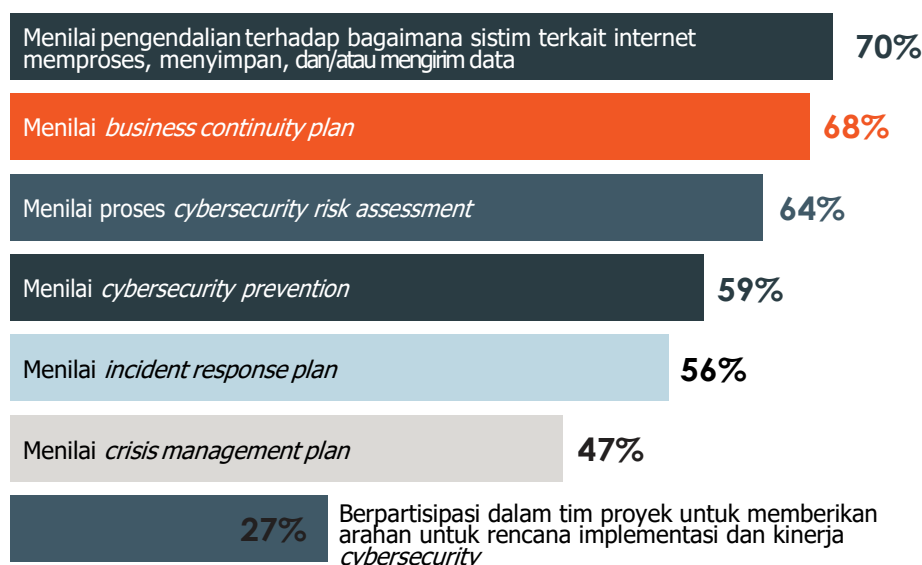 Menilai pengendalian terhadap bagaimana sistim terkait internet
memproses, menyimpan, dan/atau mengirim data
70%
Menilai business continuity plan
68%
Menilai proses cybersecurity risk assessment
64%
Menilai cybersecurity prevention
59%
Menilai incident response plan
56%
Menilai crisis management plan
47%
27%
Berpartisipasi dalam tim proyek untuk memberikan
arahan untuk rencana implementasi dan kinerja
cybersecurity